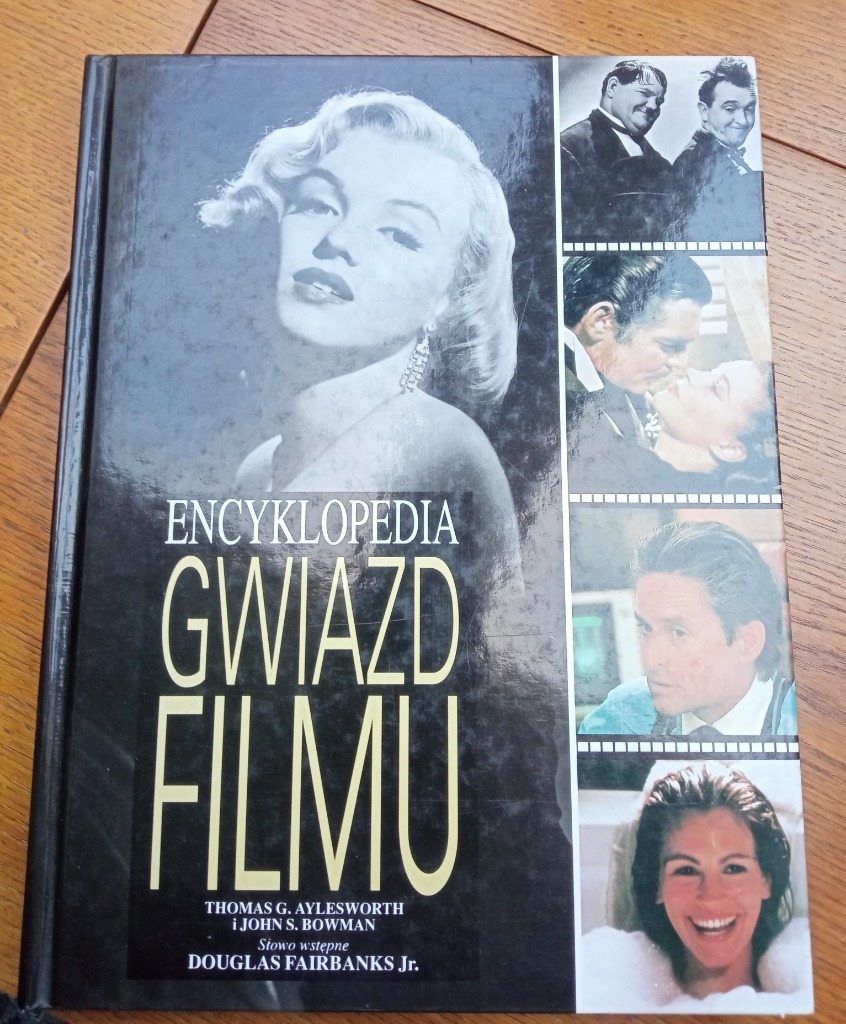 ENCYKLOPEDIA
GWIAZD
FILMU
THOMAS G. AYLESWORTH
i JOHN S. BOWMAN
Słowo wstępne
DOUGLAS FAIRBANKS Jr.